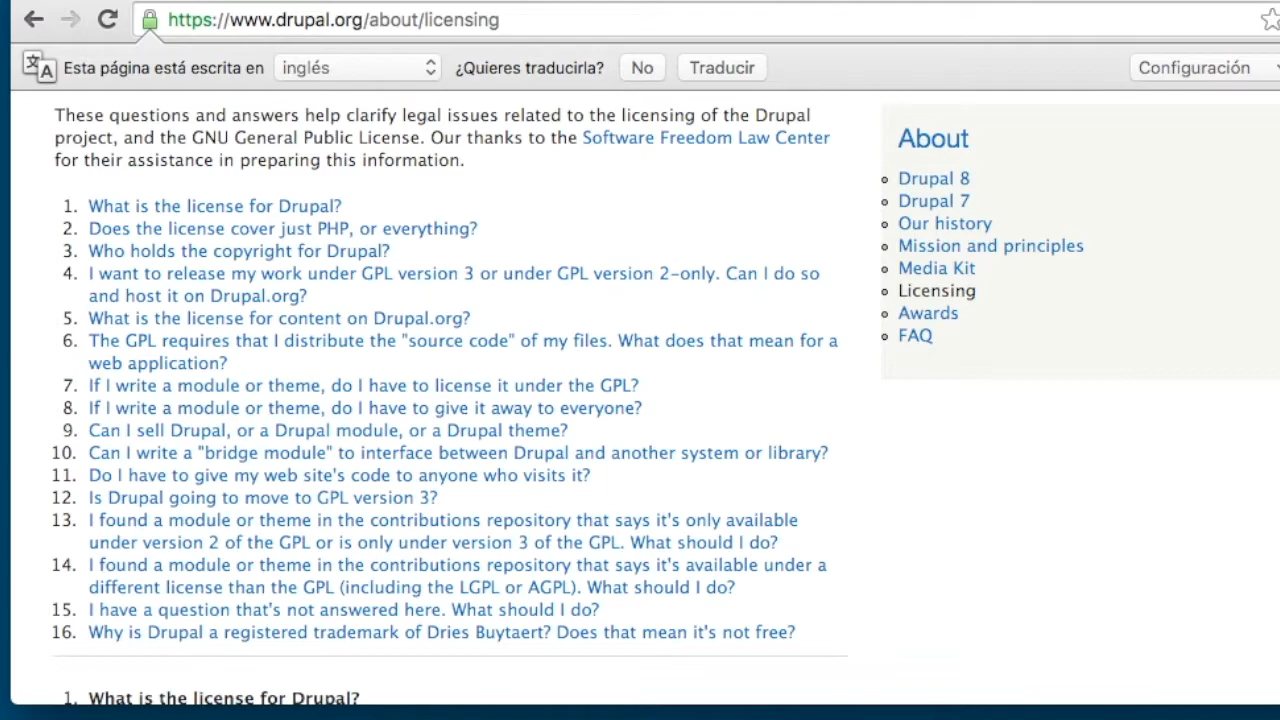 https://www.drupal.org/about/licensing
Esta página está escrita en inglés ¿Quieres traducirla? No Traducir Configuración
These questions and answers help clarify legal issues related to the licensing of the Drupal
project, and the GNU General Public License. Our thanks to the Software Freedom Law Center
for their assistance in preparing this information.
1. What is the license for Drupal?
2. Does the license cover just PHP, or everything?
3. Who holds the copyright for Drupal?
4. I want to release my work under GPL version 3 or under GPL version 2-only. Can I do so
and host it on Drupal.org?
5. What is the license for content on Drupal.org?
6. The GPL requires that I distribute the "source code" of my files. What does that mean for a
web application?
7. If I write a module or theme, do I have to license it under the GPL?
8. If I write a module or theme, do I have to give it away to everyone?
9. Can I sell Drupal, or a Drupal module, or a Drupal theme?
10. Can I write a "bridge module" to interface between Drupal and another system or library?
11. Do I have to give my web site's code to anyone who visits it?
12. Is Drupal going to move to GPL version 3?
13. I found a module or theme in the contributions repository that says it's only available
under version 2 of the GPL or is only under version 3 of the GPL. What should I do?
14. I found a module or theme in the contributions repository that says it's available under a
different license than the GPL (including the LGPL or AGPL). What should I do?
15. I have a question that's not answered here. What should I do?
16. Why is Drupal a registered trademark of Dries Buytaert? Does that mean it's not free?
1. What is the license for Drupal?
About
Drupal 8
Drupal 7
Our history
Mission and principles
Media Kit
Licensing
Awards
FAQ